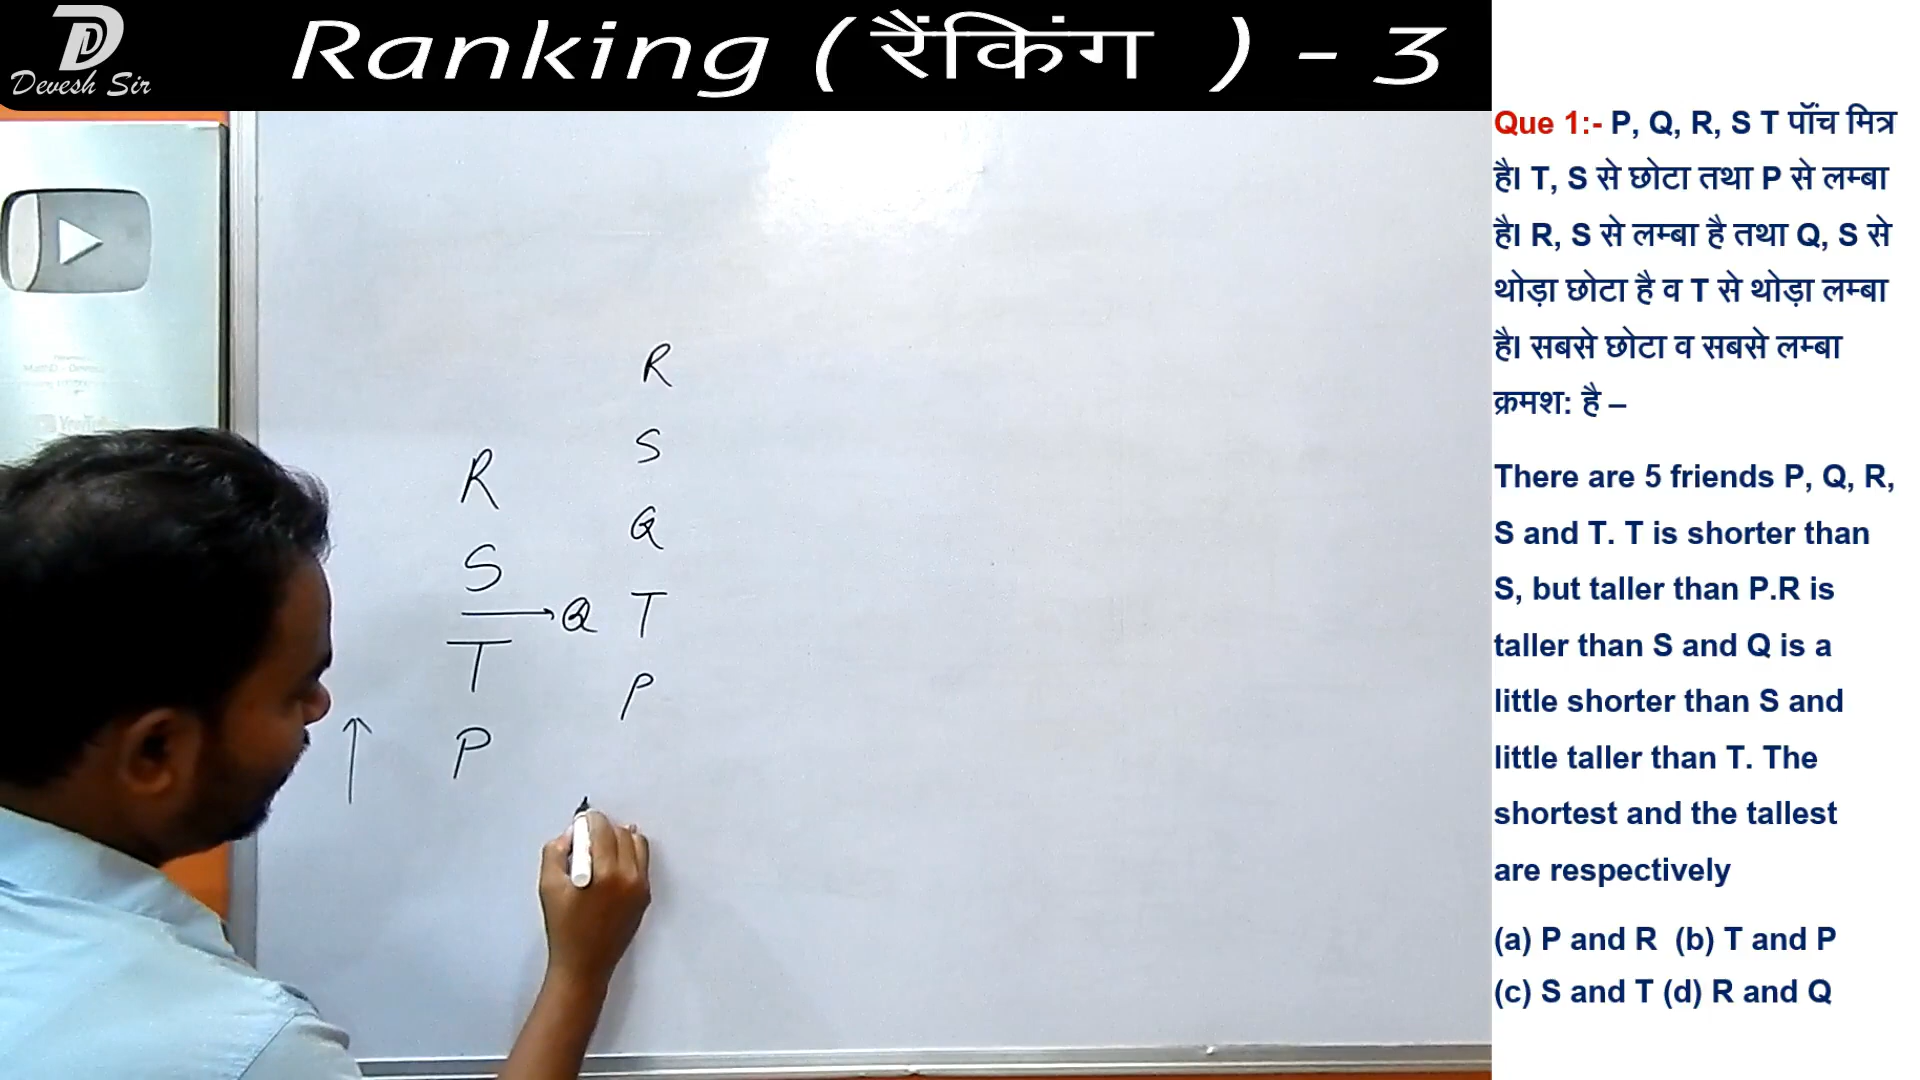 Devesh Sir
Ranking ( रैंकिंग ) - 3
Que 1:- P, Q, R, S T पॉंच मित्र
है। T, S से छोटा तथा P से लम्बा
है। R, S से लम्बा है तथा Q, S से
थोड़ा छोटा है व T से थोड़ा लम्बा
है। सबसे छोटा व सबसे लम्बा
क्रमश: है –
There are 5 friends P, Q, R,
S and T. T is shorter than
S, but taller than P.R is
taller than S and Q is a
little shorter than S and
little taller than T. The
shortest and the tallest
are respectively
(a) P and R (b) T and P
(c) S and T (d) R and Q
R
S
Q
T
P
R
S
Q
T
P